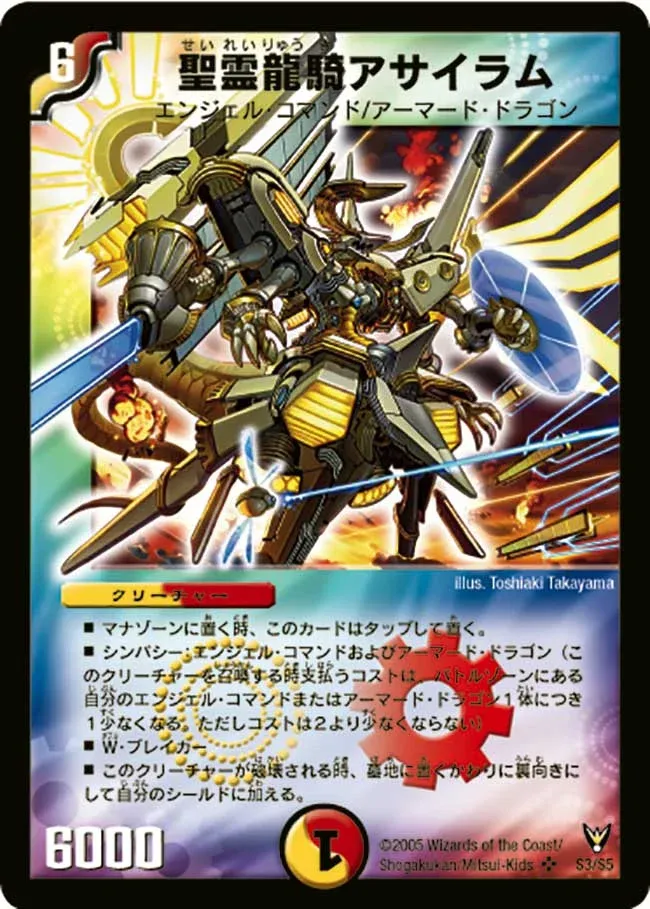 6
せいれいりゅうき
聖霊龍騎アサイラム
エンジェル・コマンド/アーマード・ドラゴン
illus. Toshiaki Takayama
クリーチャー
■ マナゾーンに置く時、このカードはタップして置く。
■ シンパシー:エンジェル・コマンドおよびアーマード・ドラゴン（こ
のクリーチャーを召喚する時支払うコストは、バトルゾーンにある
自分のエンジェル・コマンドまたはアーマード・ドラゴン1体につき
1少なくなる。ただしコストは2より少なくならない）
■ W・ブレイカー
■ このクリーチャーが破壊される時、墓地に置くかわりに裏向きに
して自分のシールドに加える。
6000
1
©2005 Wizards of the Coast/
Shogakukan/Mitsui-Kids
S3/S5